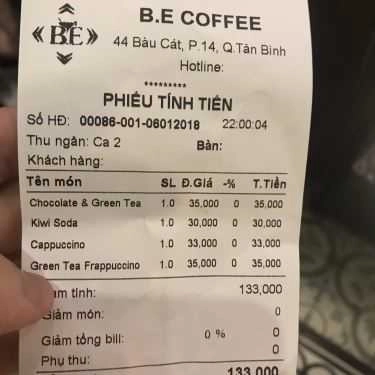 B.E
B.E COFFEE
44 Bàu Cát, P.14, Q.Tân Bình
Hotline:
*********
PHIẾU TÍNH TIỀN
Số HĐ: 00086-001-06012018 22:00:04
Thu ngân: Ca 2 Bàn:
Khách hàng:
Tên món SL Đ.Giá -% T.Tiền
Chocolate & Green Tea 1.0 35,000 0 35,000
Kiwi Soda 1.0 30,000 0 30,000
Cappuccino 1.0 33,000 0 33,000
Green Tea Frappuccino 1.0 35,000 0 35,000
tính: 133,000
Giảm món: 0
Giảm tổng bill: 0 % 0
Phụ thu: 0
133,000